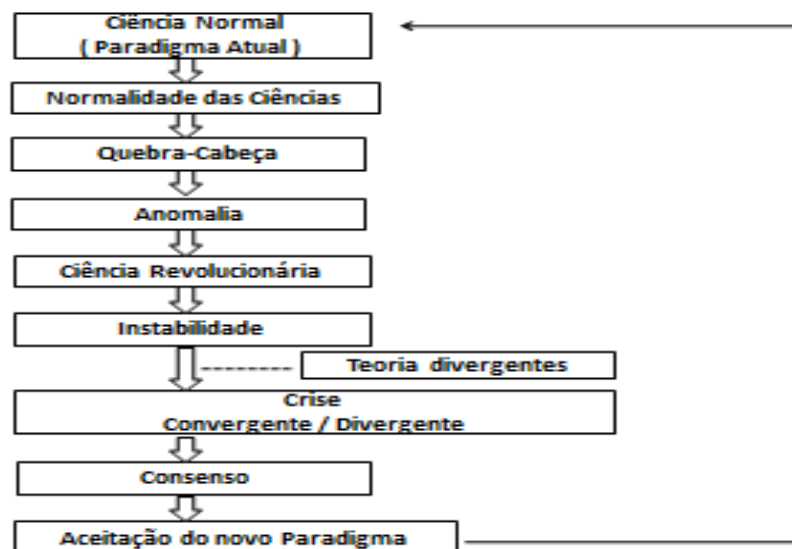 Ciência Normal
( Paradigma Atual )
Normalidade das Ciências
Quebra-Cabeça
Anomalia
Ciência Revolucionária
Instabilidade
Teoria divergentes
Crise
Convergente / Divergente
Consenso
Aceitação do novo Paradigma